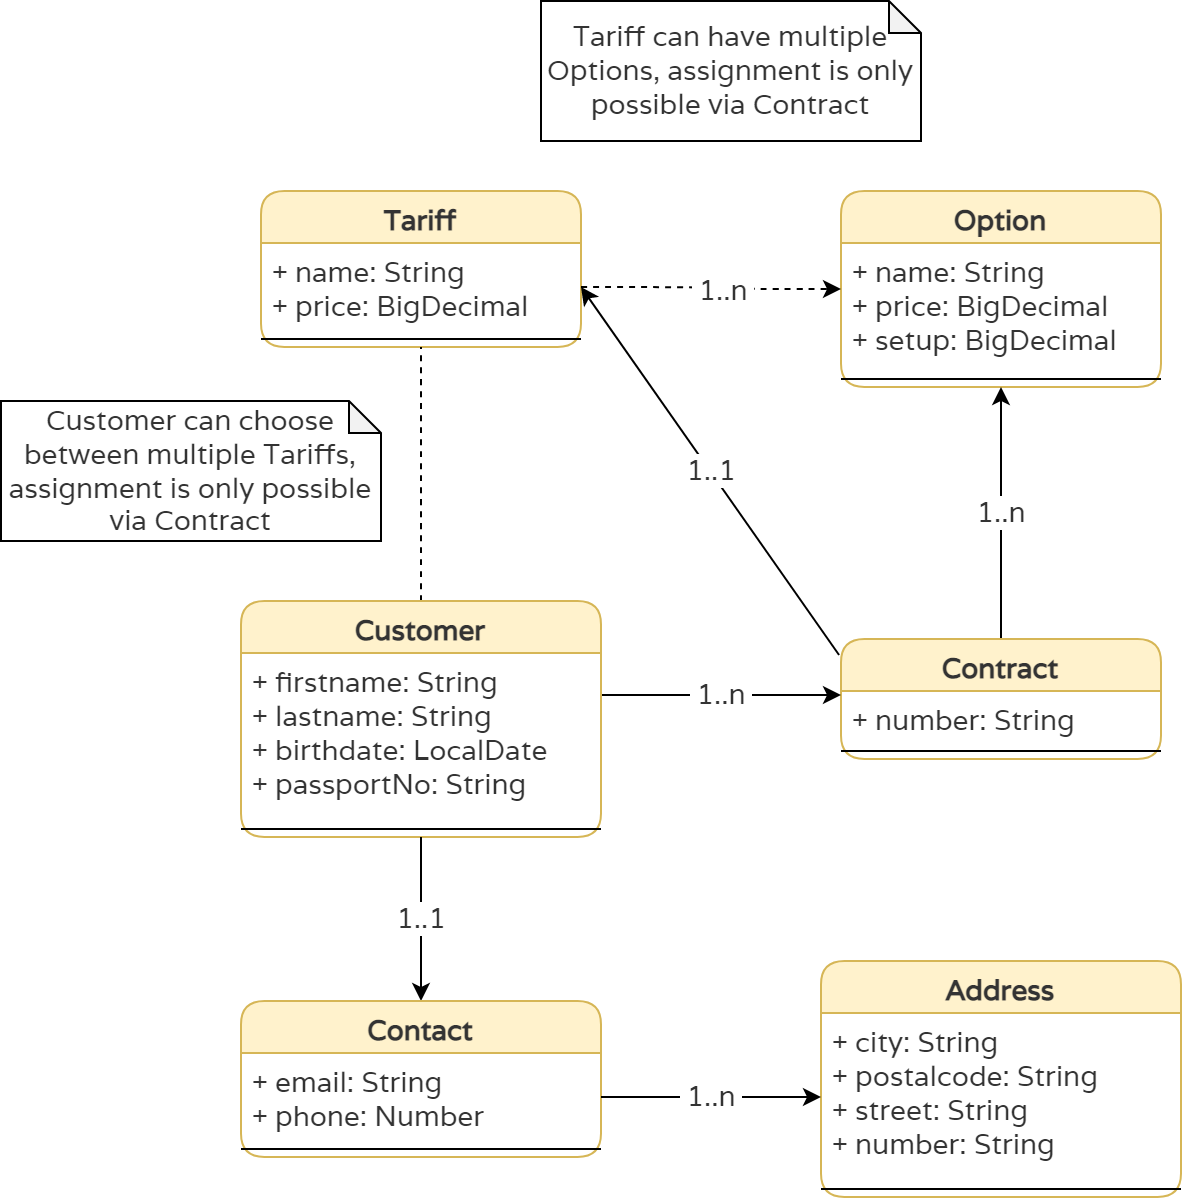 Tariff can have multiple
Options, assignment is only
possible via Contract
Tariff
+ name: String
+ price: BigDecimal
1..n
Option
+ name: String
+ price: BigDecimal
+ setup: BigDecimal
Customer can choose
between multiple Tariffs,
assignment is only possible
via Contract
1..1
1..n
Customer
+ firstname: String
+ lastname: String
+ birthdate: LocalDate
+ passportNo: String
1..n
Contract
+ number: String
1..1
Contact
+ email: String
+ phone: Number
1..n
Address
+ city: String
+ postalcode: String
+ street: String
+ number: String